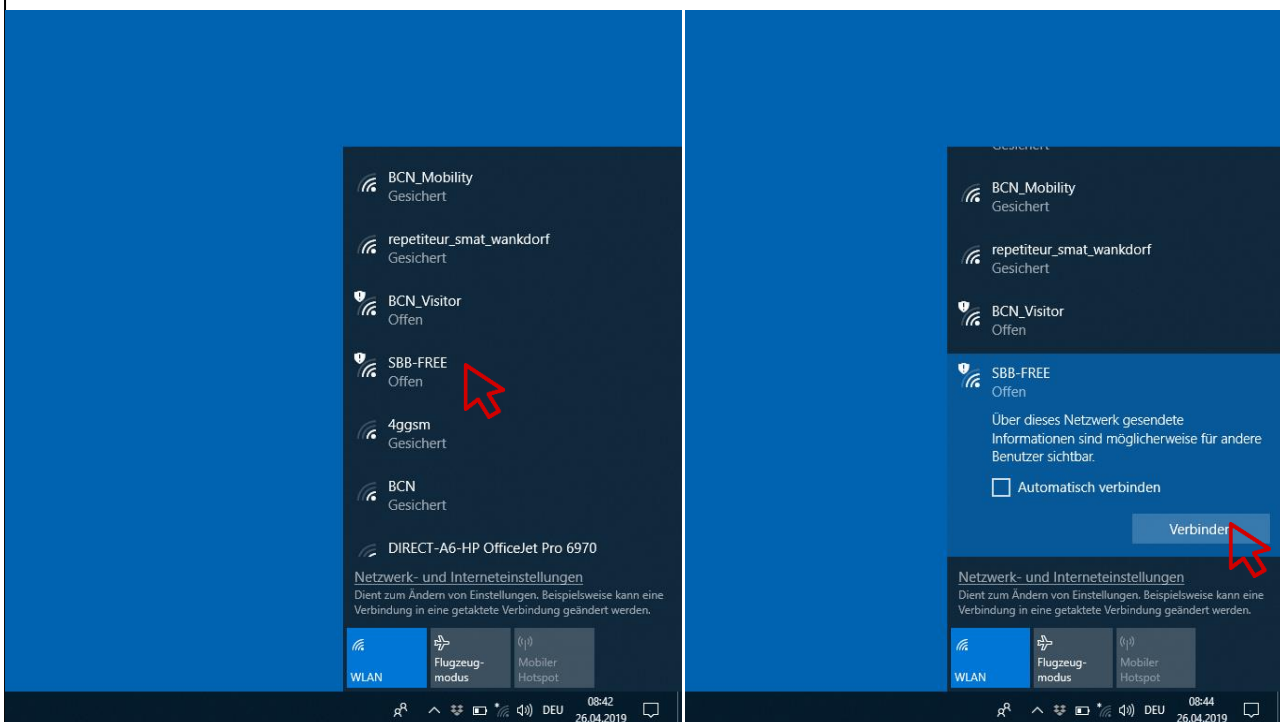 BCN_Mobility
Gesichert
repetiteur_smat_wankdorf
Gesichert
BCN_Visitor
Offen
SBB-FREE
Offen
4ggsm
Gesichert
BCN
Gesichert
DIRECT-A6-HP OfficeJet Pro 6970
Netzwerk- und Interneteinstellungen
Dient zum Ändern von Einstellungen. Beispielsweise kann eine
Verbindung in eine getaktete Verbindung geändert werden.
WLAN
Flugzeug-
modus
Mobiler
Hotspot
DEU
08:42
26.04.2019
Gesichert
BCN_Mobility
Gesichert
repetiteur_smat_wankdorf
Gesichert
BCN_Visitor
Offen
SBB-FREE
Offen
Über dieses Netzwerk gesendete
Informationen sind möglicherweise für andere
Benutzer sichtbar.
Automatisch verbinden
Verbinden
Netzwerk- und Interneteinstellungen
Dient zum Ändern von Einstellungen. Beispielsweise kann eine
Verbindung in eine getaktete Verbindung geändert werden.
WLAN
Flugzeug-
modus
Mobiler
Hotspot
DEU
08:44
26.04.2019